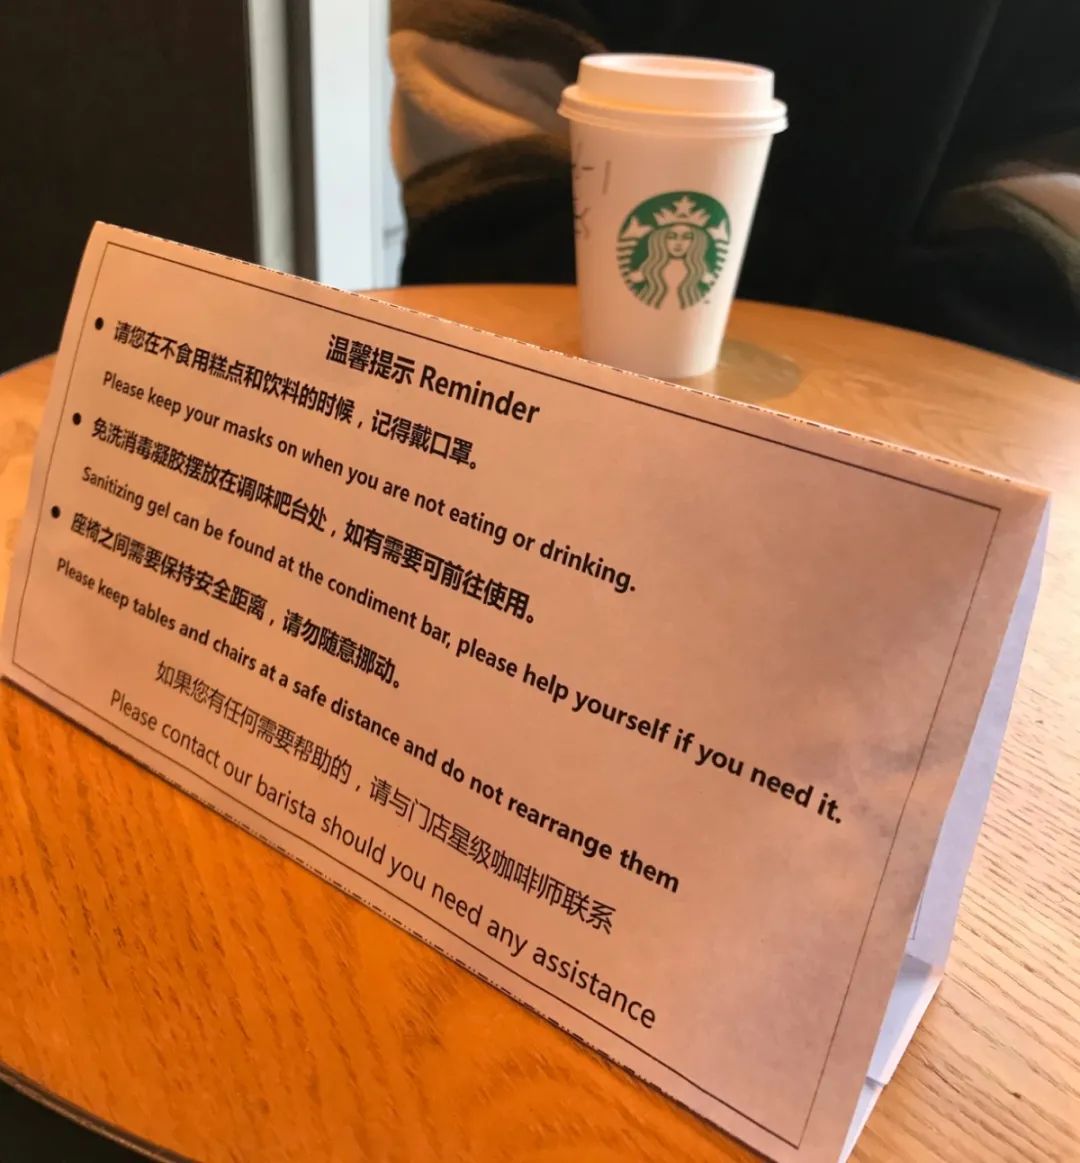 温馨提示 Reminder
请您在不食用糕点和饮料的时候，记得戴口罩。
Please keep your masks on when you are not eating or drinking.
免洗消毒凝胶摆放在调味吧台处，如有需要可前往使用。
Sanitizing gel can be found at the condiment bar, please help yourself if you need it.
座椅之间需要保持安全距离，请勿随意挪动。
Please keep tables and chairs at a safe distance and do not rearrange them
如果您有任何需要帮助的，请与门店星级咖啡师联系
Please contact our barista should you need any assistance